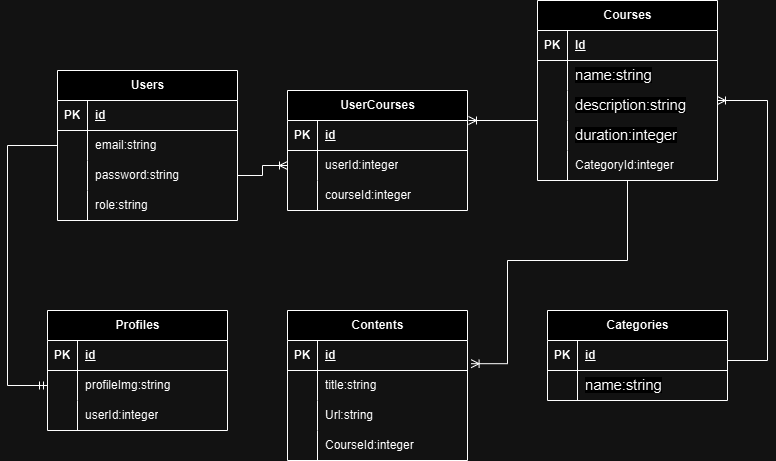 Users
PK id
email:string
password:string
role:string
UserCourses
PK id
userId:integer
courseId:integer
Courses
PK Id
name:string
description:string
duration:integer
CategoryId:integer
Profiles
PK id
profileImg:string
userId:integer
Contents
PK id
title:string
Url:string
CourseId:integer
Categories
PK id
name:string